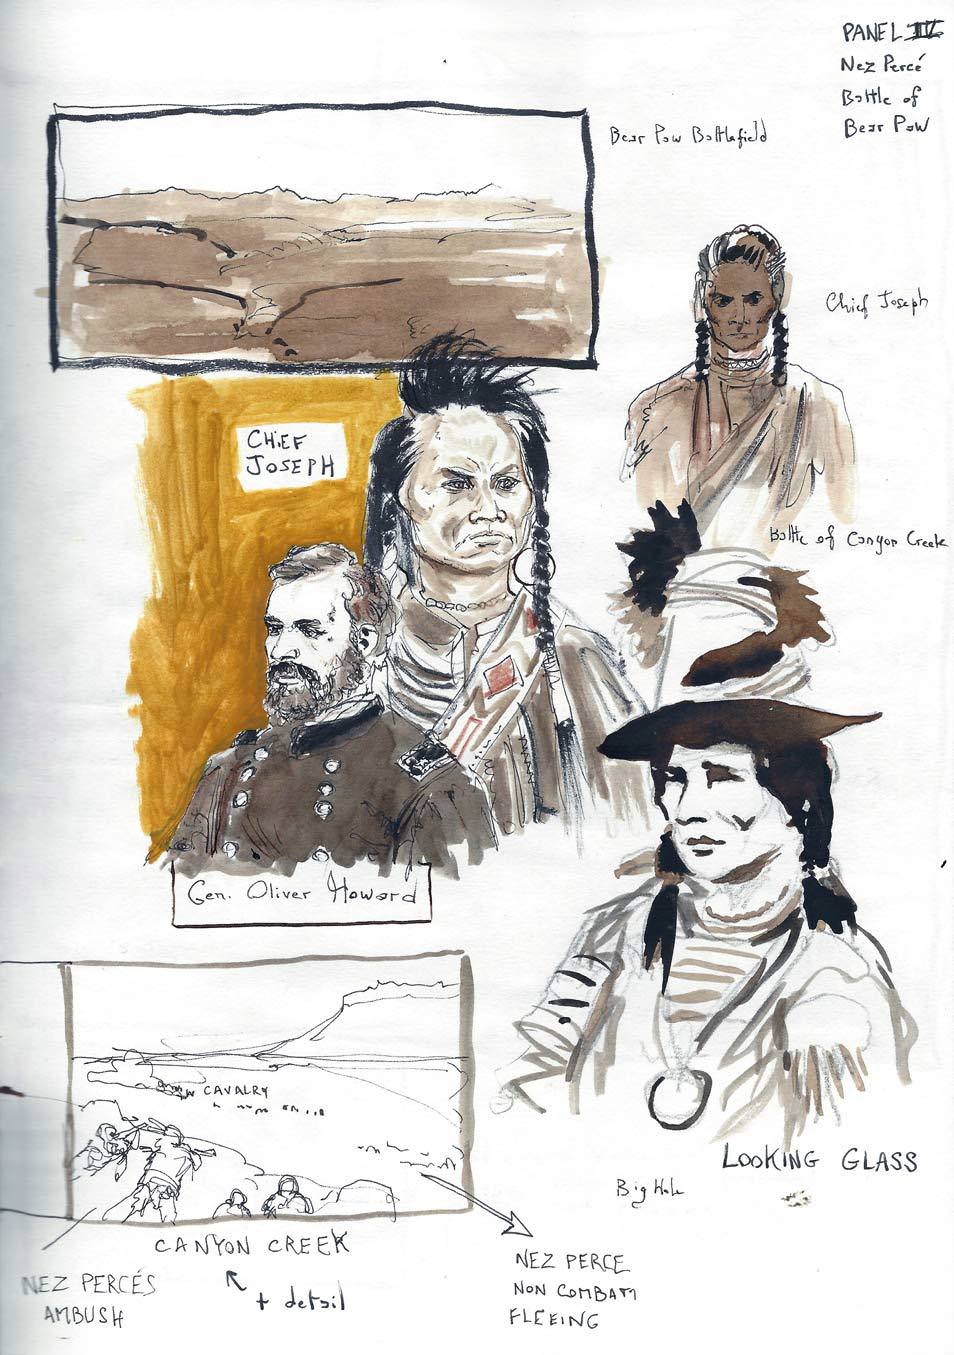 PANEL IV
Nez Percé
Battle of
Bear Paw
Bear Paw Battlefield
Chief Joseph
CHIEF
JOSEPH
Battle of Canyon Creek
Gen. Oliver Howard
CAVALRY
LOOKING GLASS
Big Hole
CANYON CREEK
+ detail
NEZ PERCÉS
AMBUSH
NEZ PERCE
NON COMBATT
FLEEING